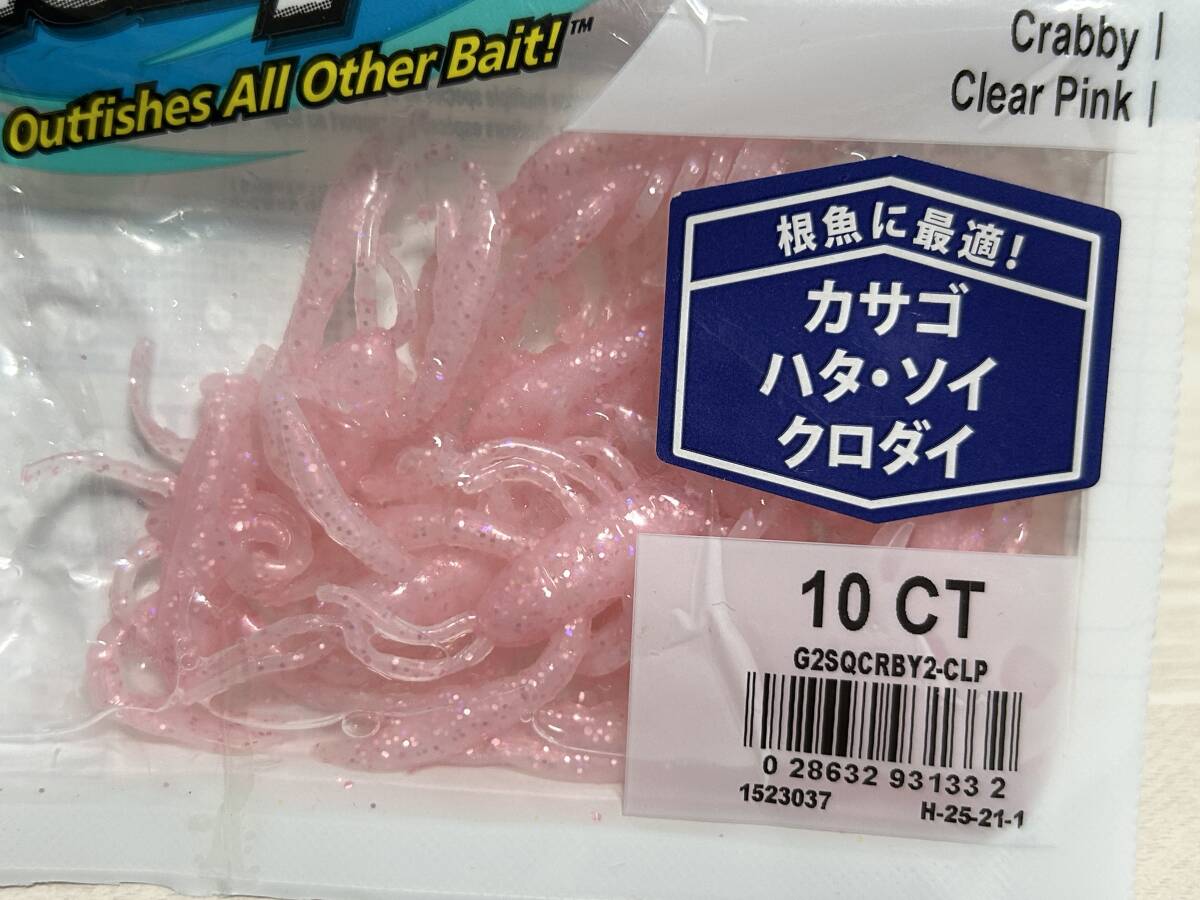 Outfishes All Other Bait!™
Crabby |
Clear Pink |
根魚に最適!
カサゴ
ハタ・ソイ
クロダイ
10 CT
G2SQCRBY2-CLP
0 28632 93133 2
1523037
H-25-21-1